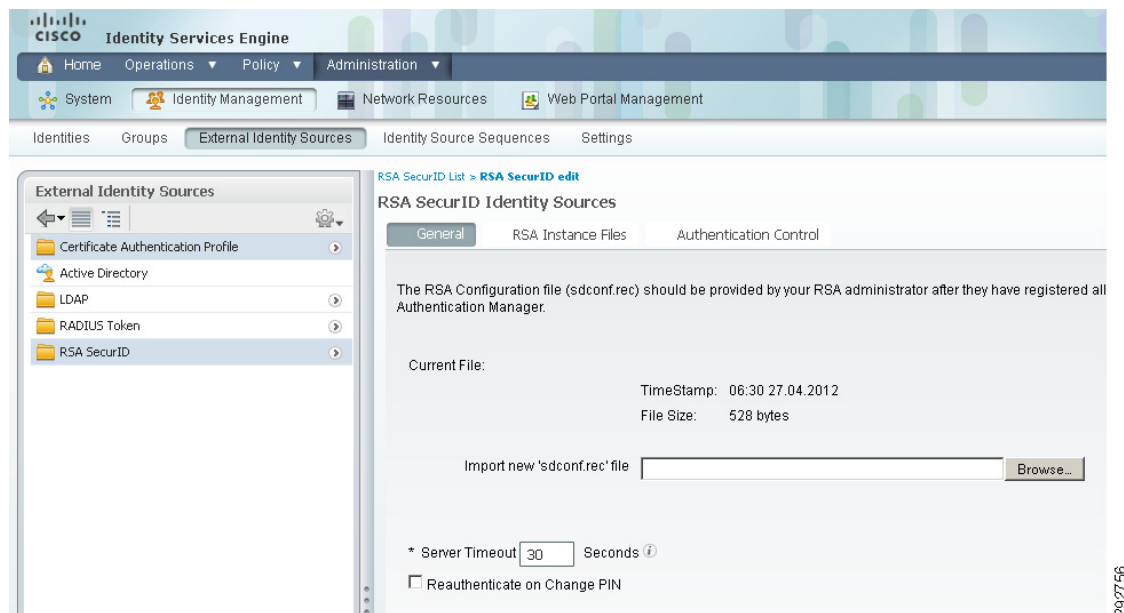 CISCO Identity Services Engine
Home Operations Policy Administration
System Identity Management Network Resources Web Portal Management
Identities Groups External Identity Sources Identity Source Sequences Settings
External Identity Sources
Certificate Authentication Profile
Active Directory
LDAP
RADIUS Token
RSA SecurID
RSA SecurID List > RSA SecurID edit
RSA SecurID Identity Sources
General RSA Instance Files Authentication Control
The RSA Configuration file (sdconf.rec) should be provided by your RSA administrator after they have registered all
Authentication Manager.
Current File:
TimeStamp: 06:30 27.04.2012
File Size: 528 bytes
Import new 'sdconf.rec' file Browse...
* Server Timeout 30 Seconds i
Reauthenticate on Change PIN
292756